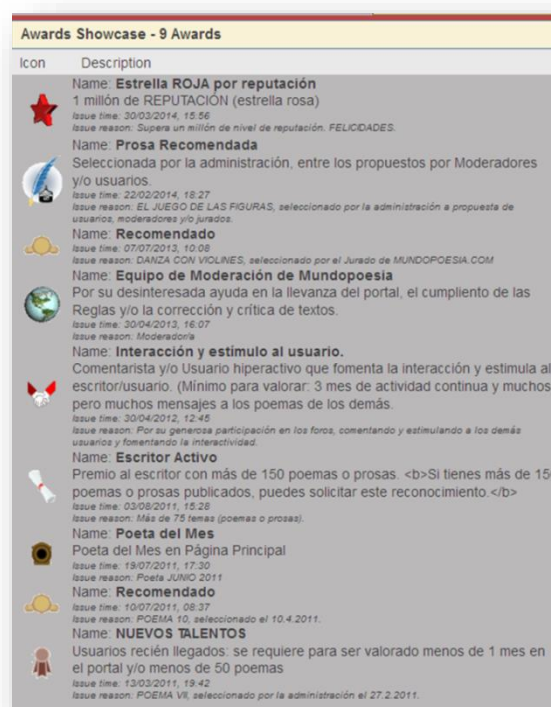 Awards Showcase - 9 Awards
Icon Description
Name: Estrella ROJA por reputación
1 millón de REPUTACIÓN (estrella rosa)
Issue time: 30/03/2014, 15:56
Issue reason: Supera un millón de nivel de reputación. FELICIDADES.
Name: Prosa Recomendada
Seleccionada por la administración, entre los propuestos por Moderadores
y/o usuarios.
Issue time: 22/02/2014, 18:27
Issue reason: EL JUEGO DE LAS FIGURAS, seleccionado por la administración a propuesta de
usuarios, moderadores y/o jurados.
Name: Recomendado
Issue time: 07/07/2013, 10:08
Issue reason: DANZA CON VIOLINES, seleccionado por el Jurado de MUNDOPOESIA.COM
Name: Equipo de Moderación de Mundopoesia
Por su desinteresada ayuda en la llevanza del portal, el cumpliento de las
Reglas y/o la corrección y crítica de textos.
Issue time: 30/04/2013, 16:07
Issue reason: Moderador/a
Name: Interacción y estimulo al usuario.
Comentarista y/o Usuario hiperactivo que fomenta la interacción y estimula al
escritor/usuario. (Mínimo para valorar: 3 mes de actividad continua y muchos
pero muchos mensajes a los poemas de los demás.
Issue time: 30/04/2012, 12:45
Issue reason: Por su generosa participación en los foros, comentando y estimulando a los demás
usuarios y fomentando la interactividad.
Name: Escritor Activo
Premio al escritor con más de 150 poemas o prosas. <b>Si tienes más de 150
poemas o prosas publicados, puedes solicitar este reconocimiento.</b>
Issue time: 03/08/2011, 15:28
Issue reason: Más de 75 temas (poemas o prosas).
Name: Poeta del Mes
Poeta del Mes en Página Principal
Issue time: 19/07/2011, 17:30
Issue reason: Poeta JUNIO 2011
Name: Recomendado
Issue time: 10/07/2011, 08:37
Issue reason: POEMA 10, seleccionado el 10.4.2011.
Name: NUEVOS TALENTOS
Usuarios recién llegados: se requiere para ser valorado menos de 1 mes en
el portal y/o menos de 50 poemas
Issue time: 13/03/2011, 19:42
Issue reason: POEMA VII, seleccionado por la administración el 27.2.2011.